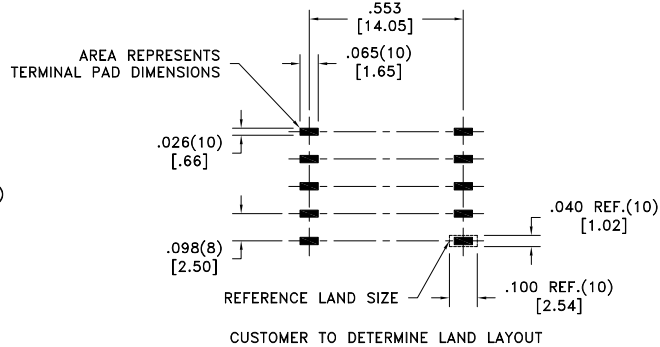 .553
[14.05]
AREA REPRESENTS
TERMINAL PAD DIMENSIONS
.065(10)
[1.65]
.026(10)
[.66]
)
.040 REF.(10)
[1.02]
.098(8)
[2.50]
REFERENCE LAND SIZE
.100 REF.(10)
[2.54]
CUSTOMER TO DETERMINE LAND LAYOUT